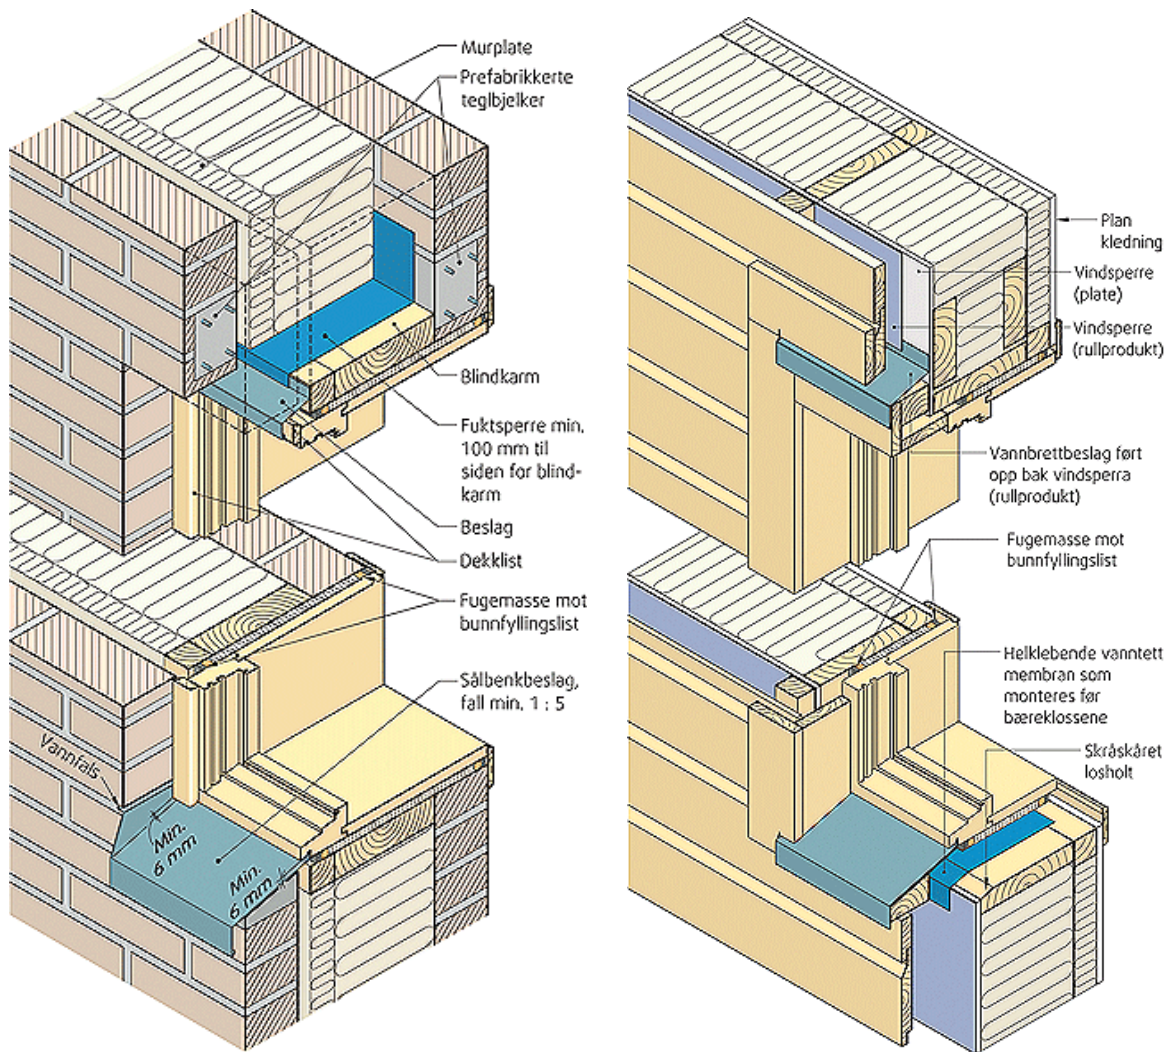 Murplate
Prefabrikkerte
teglbjelker
Blindkarm
Fuktsperre min.
100 mm til
siden for blind-
karm
Beslag
Dekklist
Fugemasse mot
bunnfyllingslist
Sålbenkbeslag,
fall min. 1 : 5
Vannfals
Min.
6 mm
Min.
6 mm
Plan
kledning
Vindsperre
(plate)
Vindsperre
(rullprodukt)
Vannbrettbeslag ført
opp bak vindsperra
(rullprodukt)
Fugemasse mot
bunnfyllingslist
Helklebende vanntett
membran som
monteres før
bæreklossene
Skråskåret
losholt